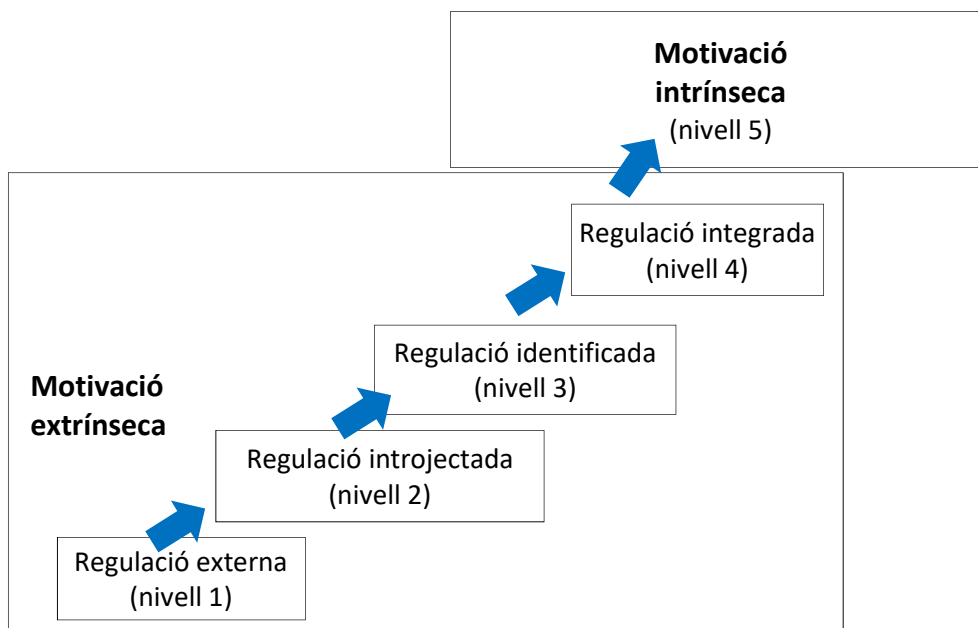 Motivació
intrínseca
(nivell 5)
Regulació integrada
(nivell 4)
Regulació identificada
(nivell 3)
Motivació
extrínseca
Regulació introjectada
(nivell 2)
Regulació externa
(nivell 1)